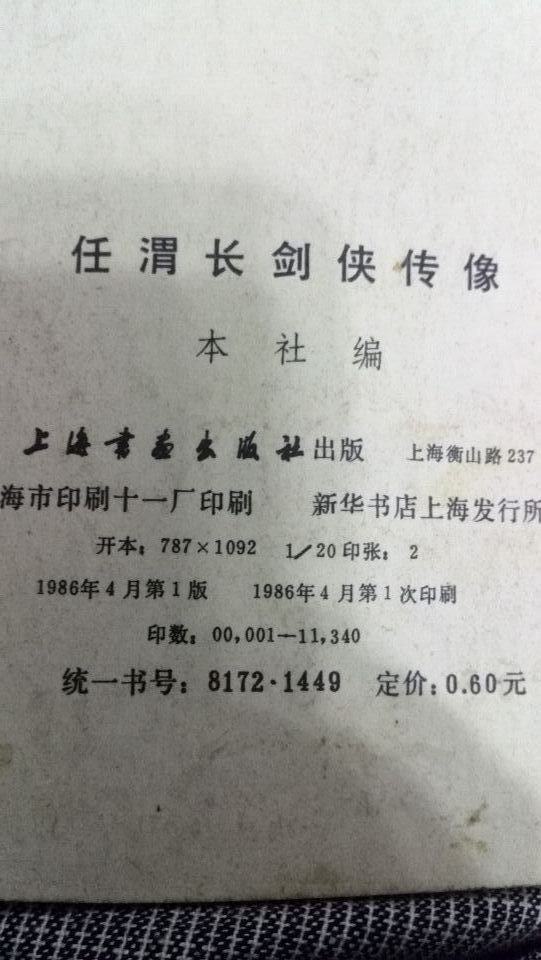 任渭长剑侠传像
本社编
上海书画出版社出版 上海衡山路237
海市印刷十一厂印刷 新华书店上海发行所
开本：787×1092 1/20 印张：2
1986年4月第1版 1986年4月第1次印刷
印数：00,001—11,340
统一书号：8172·1449 定价：0.60元